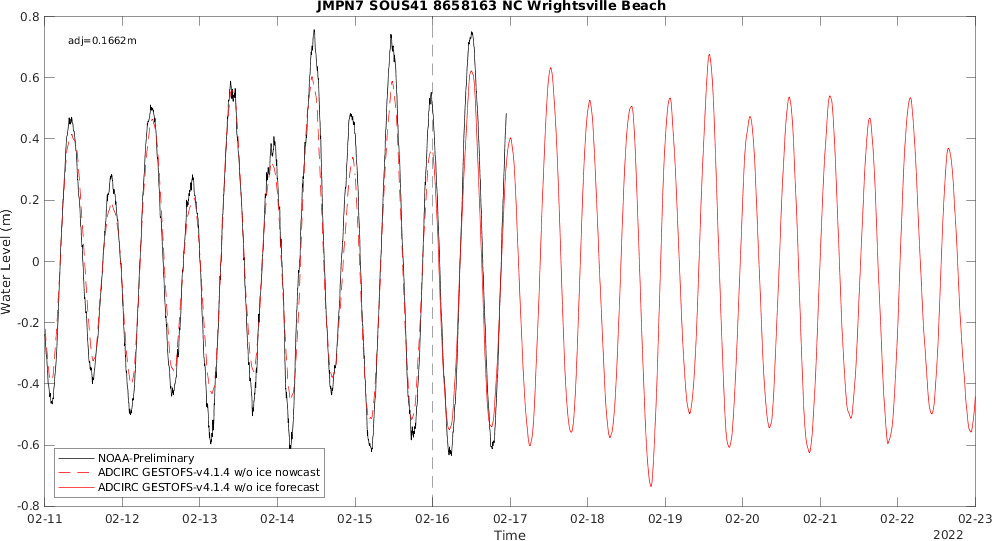 JMPN7 SOUS41 8658163 NC Wrightsville Beach
adj=0.1662m
0.8
0.6
0.4
0.2
0
-0.2
-0.4
-0.6
-0.8
Water Level (m)
NOAA-Preliminary
ADCIRC GESTOFS-v4.1.4 w/o ice nowcast
ADCIRC GESTOFS-v4.1.4 w/o ice forecast
02-11 02-12 02-13 02-14 02-15 02-16 02-17 02-18 02-19 02-20 02-21 02-22 02-23
Time
2022